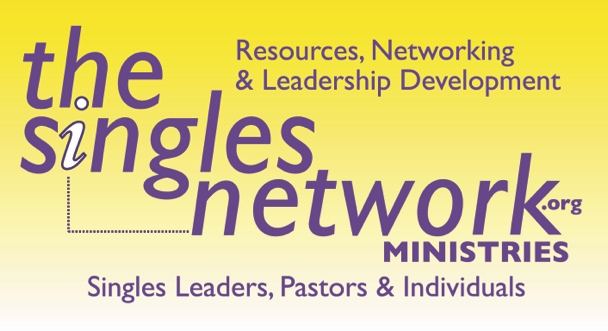 Resources, Networking
& Leadership Development
the
singles
network.org
MINISTRIES
Singles Leaders, Pastors & Individuals